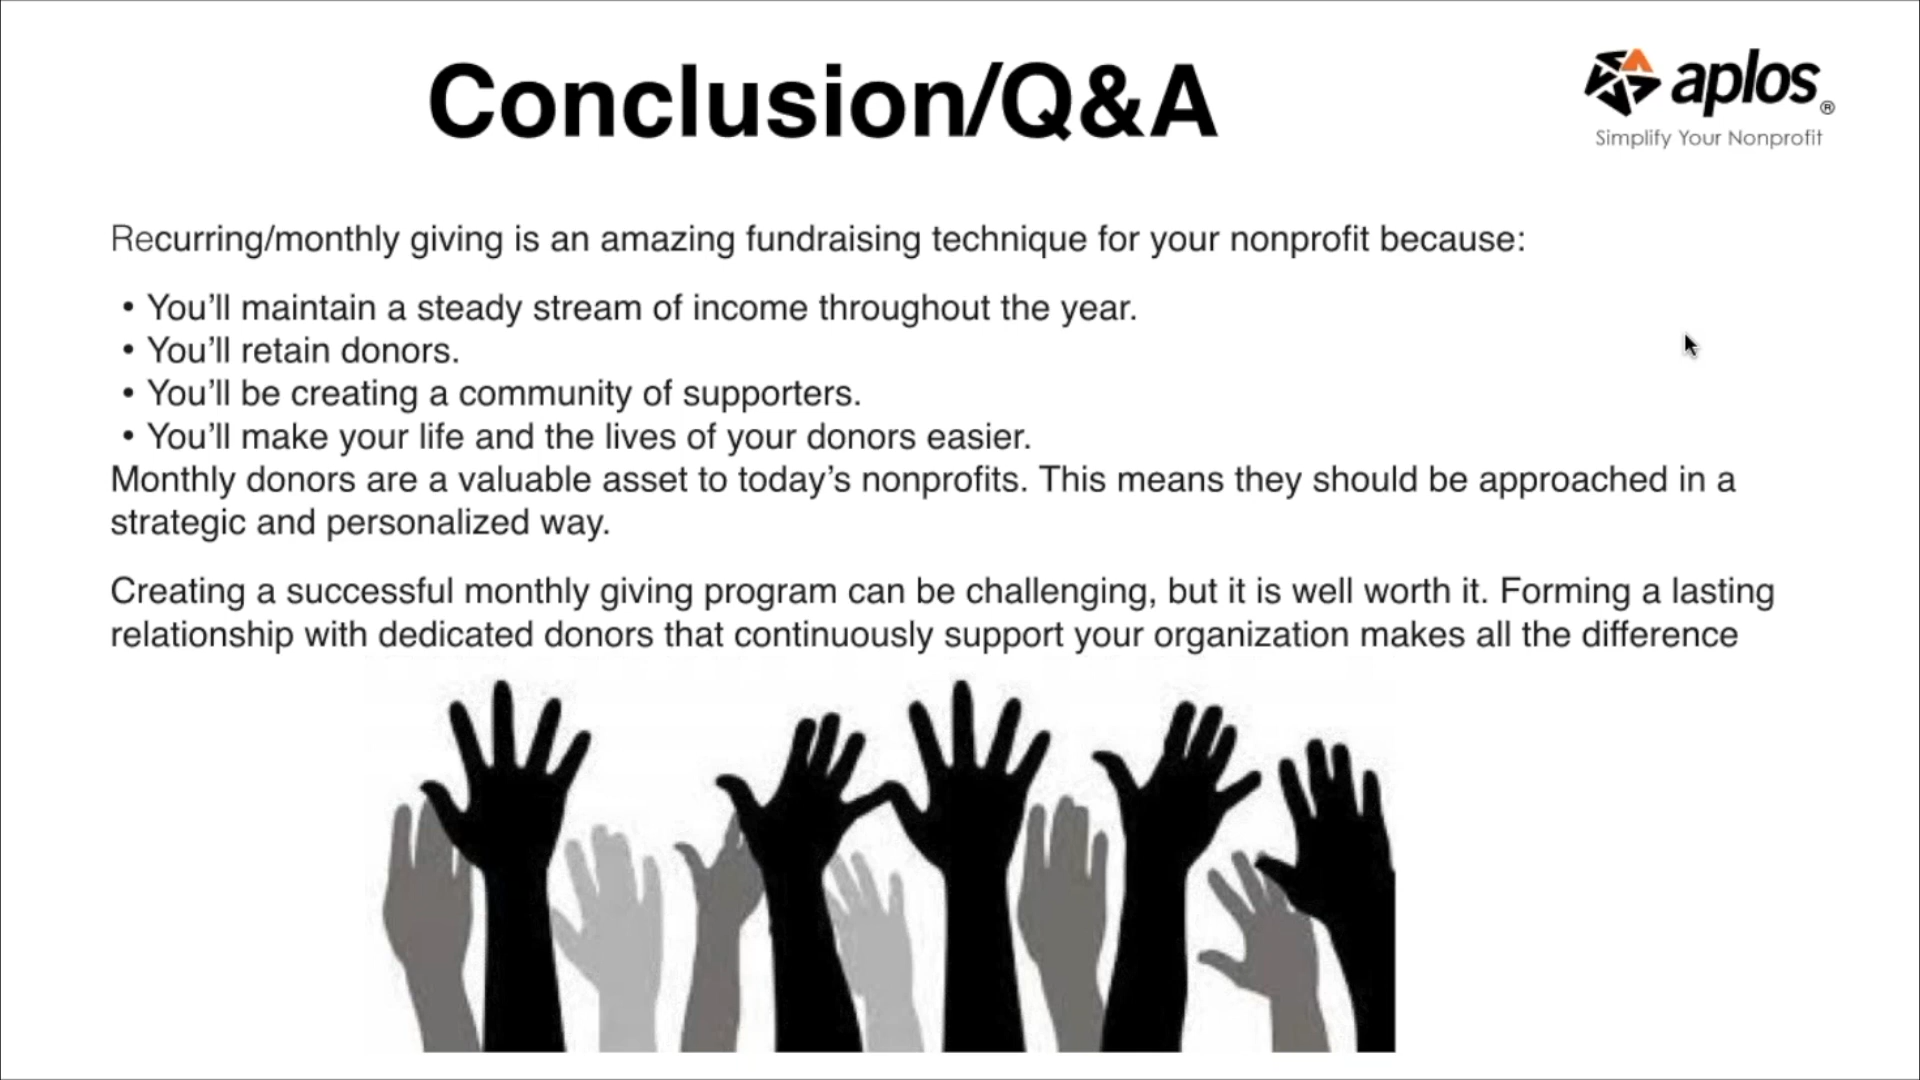 Conclusion/Q&A
aplos®
Simplify Your Nonprofit
Recurring/monthly giving is an amazing fundraising technique for your nonprofit because:
• You’ll maintain a steady stream of income throughout the year.
• You’ll retain donors.
• You’ll be creating a community of supporters.
• You’ll make your life and the lives of your donors easier.
Monthly donors are a valuable asset to today’s nonprofits. This means they should be approached in a
strategic and personalized way.
Creating a successful monthly giving program can be challenging, but it is well worth it. Forming a lasting
relationship with dedicated donors that continuously support your organization makes all the difference